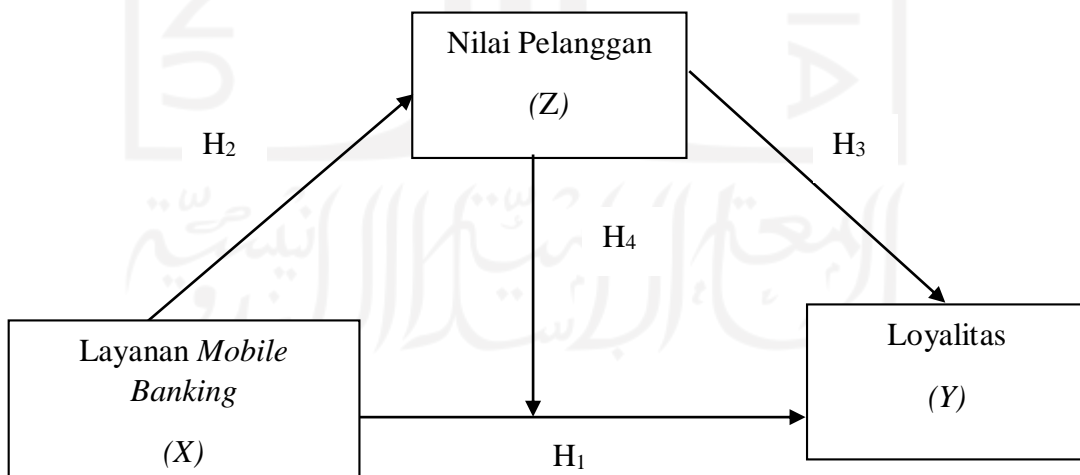 Nilai Pelanggan
(Z)
H2
H3
H4
Layanan Mobile
Banking
(X)
Loyalitas
(Y)
H1